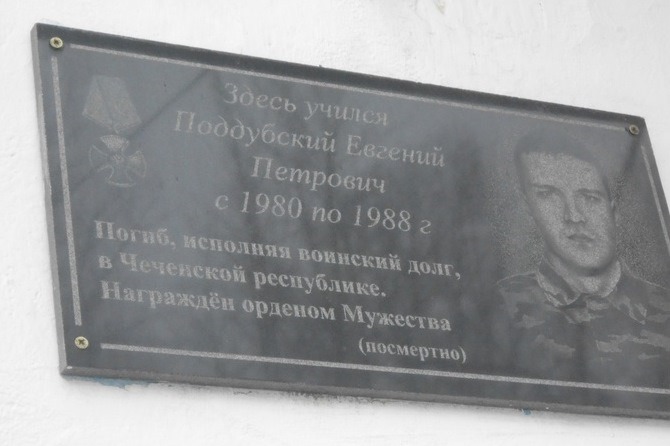 Здесь учился
Поддубский Евгений
Петрович
с 1980 по 1988 г
Погиб, исполняя воинский долг,
в Чеченской республике.
Награждён орденом Мужества
(посмертно)